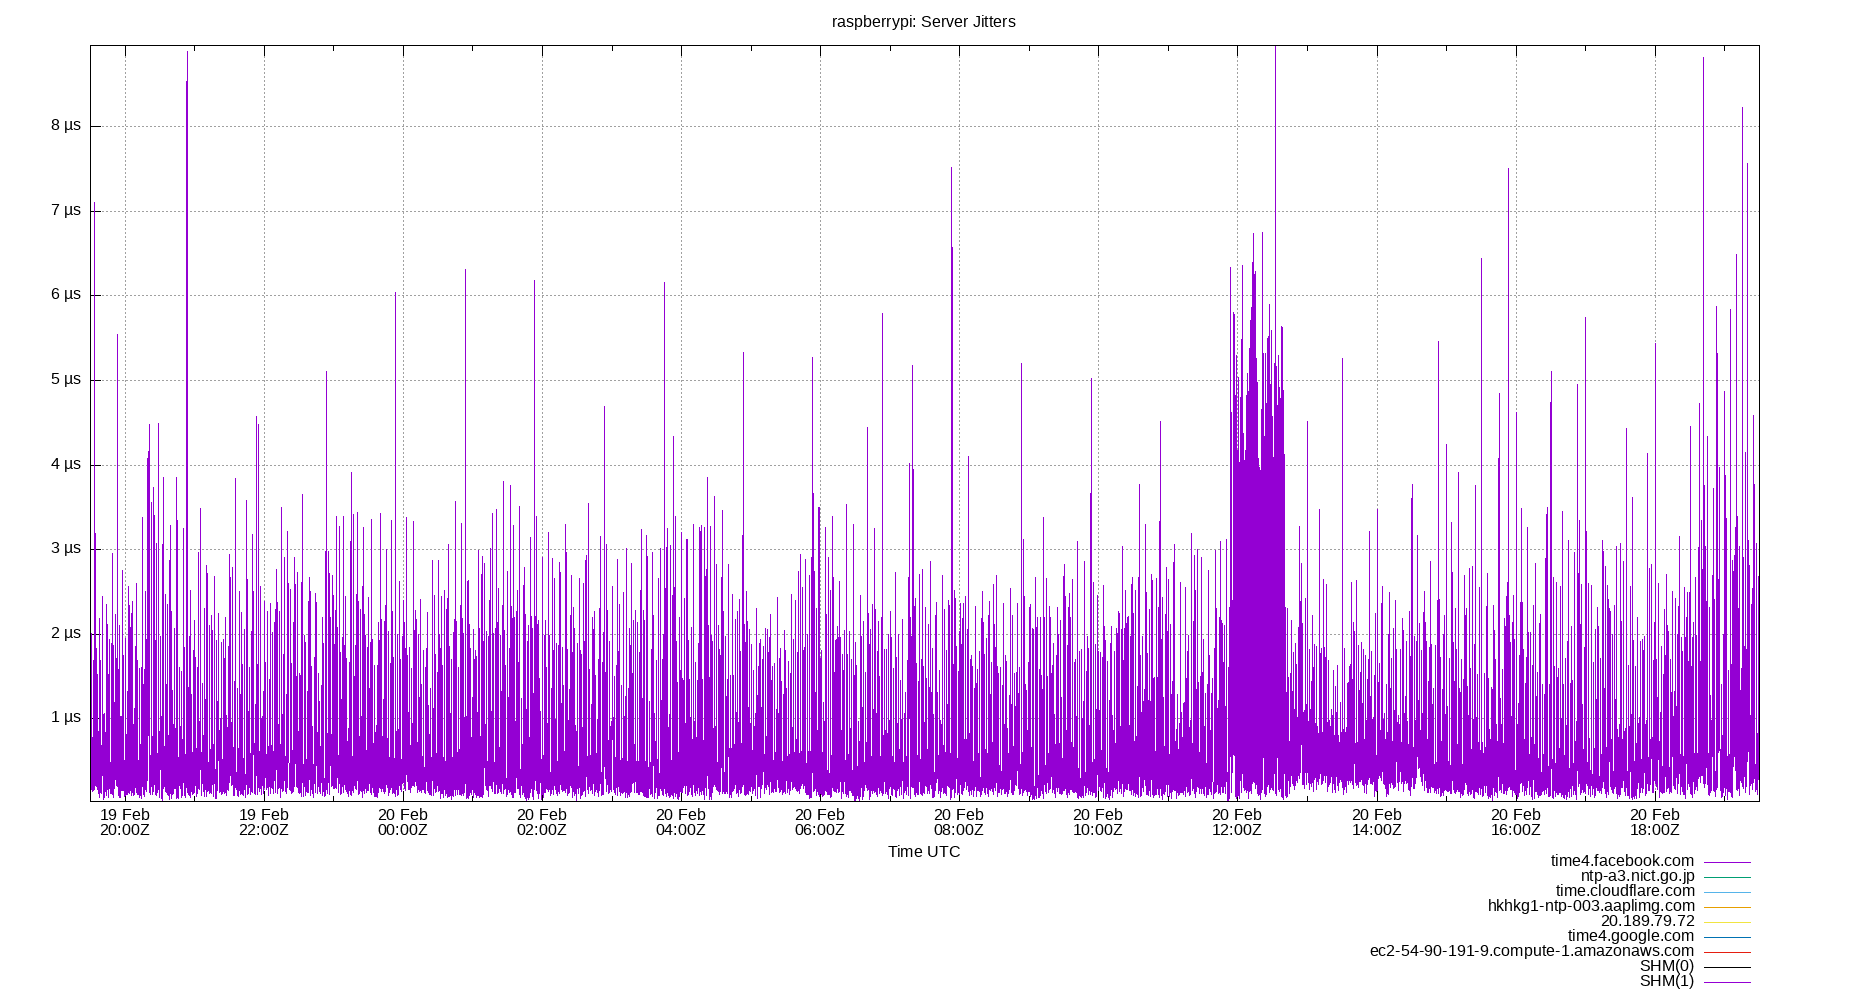 raspberrypi: Server Jitters
8 µs
7 µs
6 µs
5 µs
4 µs
3 µs
2 µs
1 µs
19 Feb 19 Feb 20 Feb 20 Feb 20 Feb 20 Feb 20 Feb 20 Feb 20 Feb 20 Feb 20 Feb 20 Feb
20:00Z 22:00Z 00:00Z 02:00Z 04:00Z 06:00Z 08:00Z 10:00Z 12:00Z 14:00Z 16:00Z 18:00Z
Time UTC
time4.facebook.com
ntp-a3.nict.go.jp
time.cloudflare.com
hkhkg1-ntp-003.aaplimg.com
20.189.79.72
time4.google.com
ec2-54-90-191-9.compute-1.amazonaws.com
SHM(0)
SHM(1)